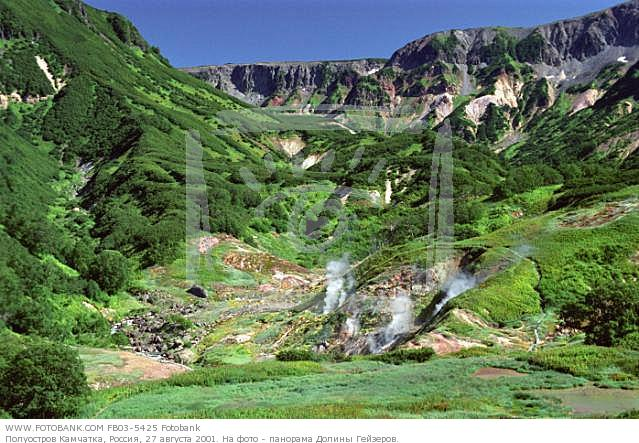 WWW.FOTOBANK.COM FB03-5425 Fotobank
Полуостров Камчатка, Россия, 27 августа 2001. На фото - панорама Долины Гейзеров.